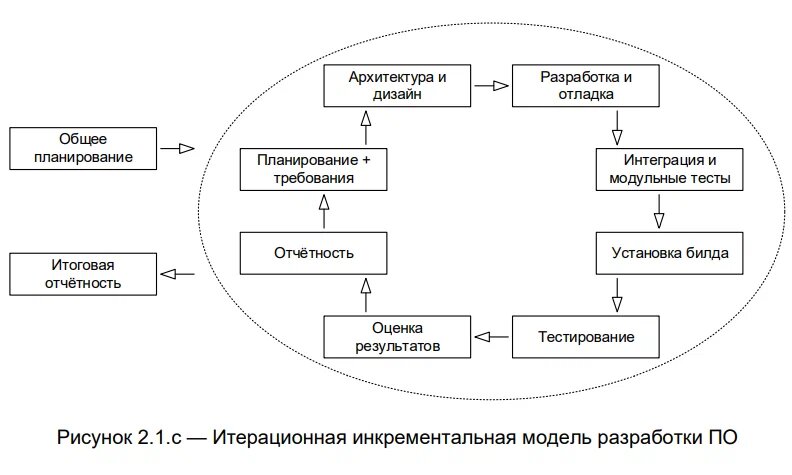 Архитектура и
дизайн
Разработка и
отладка
Общее
планирование
Планирование +
требования
Интеграция и
модульные тесты
Итоговая
отчётность
Отчётность
Установка билда
Оценка
результатов
Тестирование
Рисунок 2.1.c — Итерационная инкрементальная модель разработки ПО